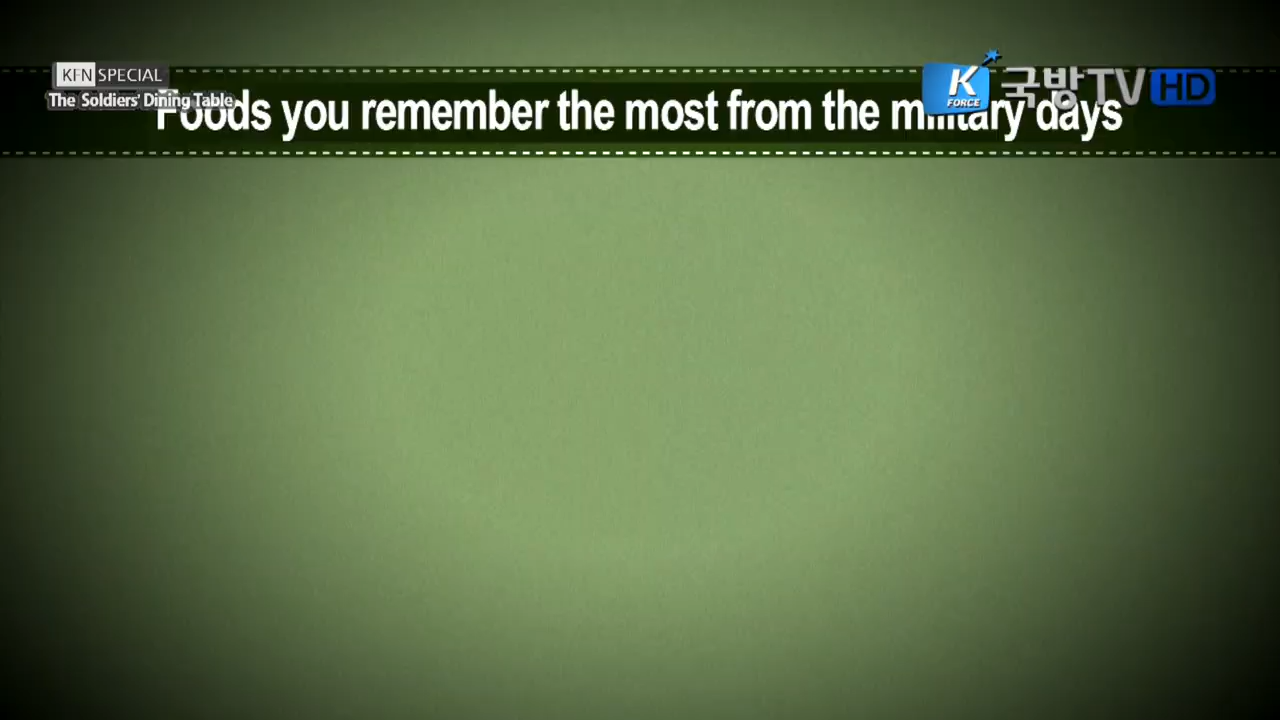 KFN SPECIAL
The Soldiers' Dining Table
Foods you remember the most from the military days
K FORCE 국방TV HD